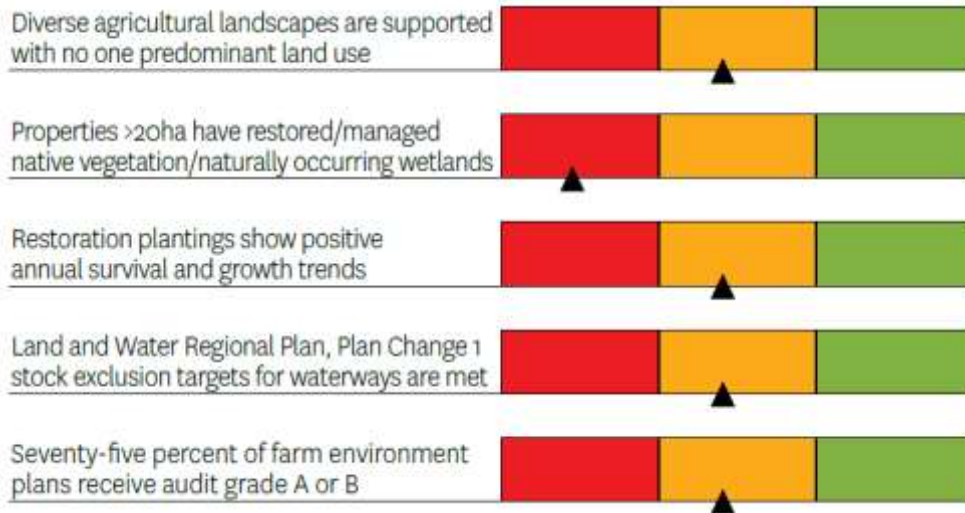 Diverse agricultural landscapes are supported
with no one predominant land use
Properties >20ha have restored/managed
native vegetation/naturally occurring wetlands
Restoration plantings show positive
annual survival and growth trends
Land and Water Regional Plan, Plan Change 1
stock exclusion targets for waterways are met
Seventy-five percent of farm environment
plans receive audit grade A or B